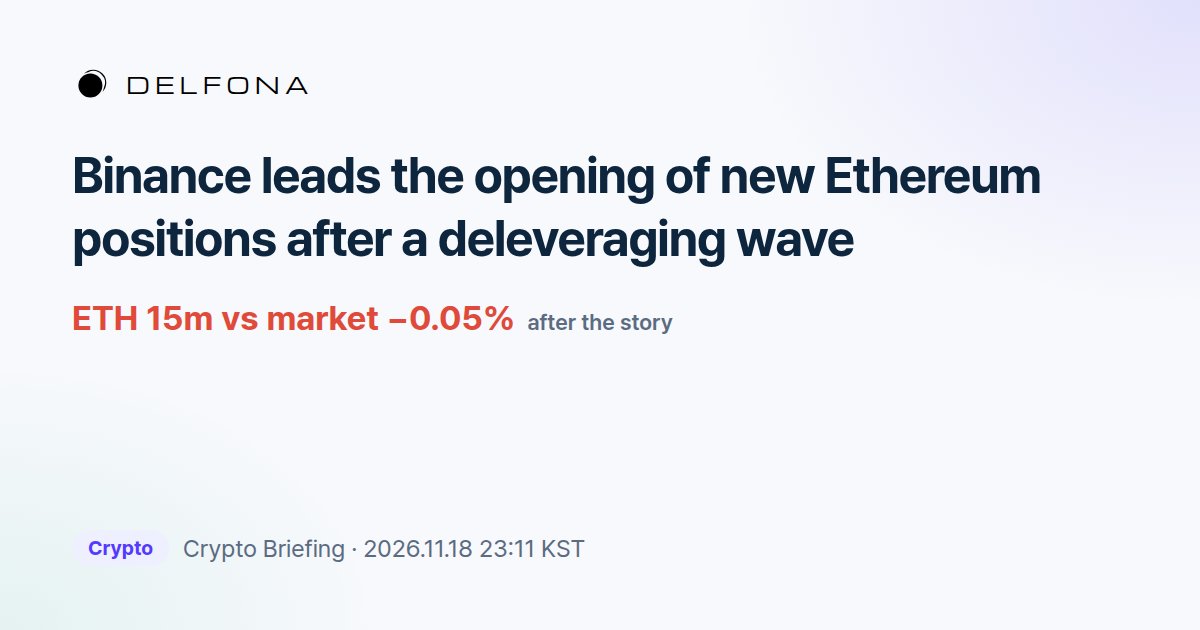 DELFONA
Binance leads the opening of new Ethereum
positions after a deleveraging wave
ETH 15m vs market −0.05% after the story
Crypto Crypto Briefing · 2026.11.18 23:11 KST